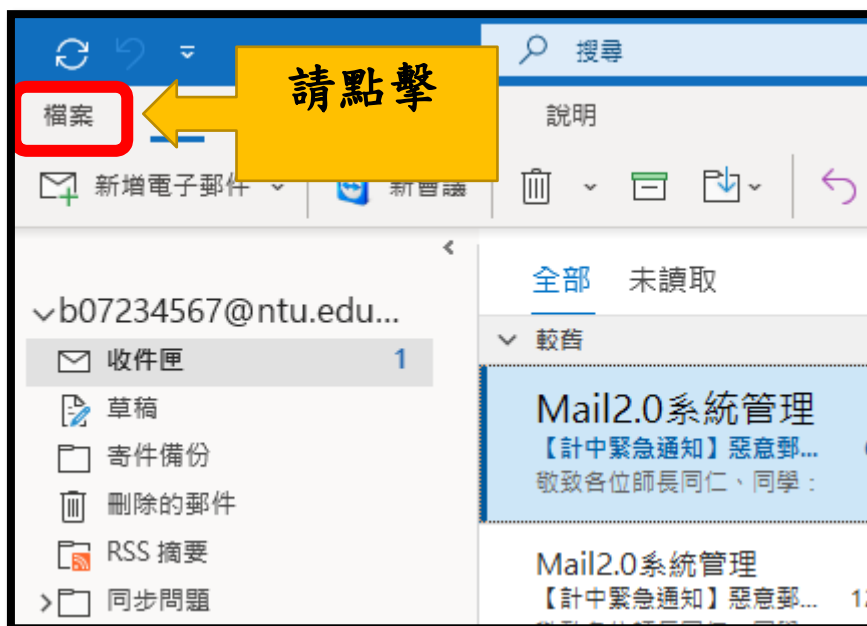 搜尋
請點擊
檔案
說明
新增電子郵件
新會議
全部 未讀取
b07234567@ntu.edu...
較舊
收件匣 1
Mail2.0系統管理
【計中緊急通知】惡意郵...
敬致各位師長同仁、同學：
草稿
寄件備份
刪除的郵件
RSS 摘要
同步問題
Mail2.0系統管理
【計中緊急通知】惡意郵...